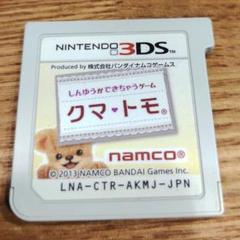 NINTENDO 3DS™
Produced by 株式会社バンダイナムコゲームス
しんゆうができちゃうゲーム
クマ・トモ®
namco®
© 2013 NAMCO BANDAI Games Inc.
LNA-CTR-AKMJ-JPN